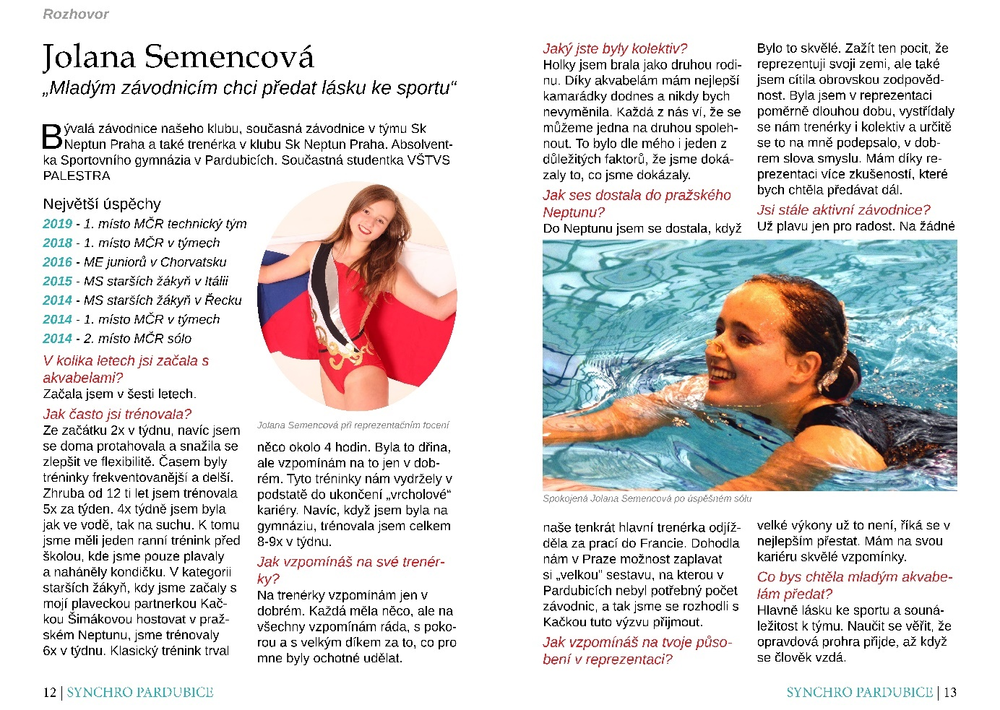 Rozhovor
Jolana Semencová
„Mladým závodnicím chci předat lásku ke sportu“
Bývalá závodnice našeho klubu, současná závodnice v týmu Sk
Neptun Praha a také trenérka v klubu Sk Neptun Praha. Absolvent-
ka Sportovního gymnázia v Pardubicích. Součastná studentka VŠTVS
PALESTRA
Největší úspěchy
2019 - 1. místo MČR technický tým
2018 - 1. místo MČR v týmech
2016 - ME juniorů v Chorvatsku
2015 - MS starších žákyň v Itálii
2014 - MS starších žákyň v Řecku
2014 - 1. místo MČR v týmech
2014 - 2. místo MČR sólo
V kolika letech jsi začala s
akvabelami?
Začala jsem v šesti letech.
Jak často jsi trénovala?
Ze začátku 2x v týdnu, navíc jsem
se doma protahovala a snažila se
zlepšit ve flexibilitě. Časem byly
tréninky frekventovanější a delší.
Zhruba od 12 ti let jsem trénovala
5x za týden. 4x týdně jsem byla
jak ve vodě, tak na suchu. K tomu
jsme měli jeden ranní trénink před
školou, kde jsme pouze plavaly
a naháněly kondičku. V kategorii
starších žákyň, kdy jsme začaly s
mojí plaveckou partnerkou Kač-
kou Šimákovou hostovat v praž-
ském Neptunu, jsme trénovaly
6x v týdnu. Klasický trénink trval
Jolana Semencová při reprezentačním focení
něco okolo 4 hodin. Byla to dřina,
ale vzpomínám na to jen v dob-
rém. Tyto tréninky nám vydržely v
podstatě do ukončení „vrcholové“
kariéry. Navíc, když jsem byla na
gymnáziu, trénovala jsem celkem
8-9x v týdnu.
Jak vzpomínáš na své trenér-
ky?
Na trenérky vzpomínám jen v
dobrém. Každá měla něco, ale na
všechny vzpomínám ráda, s poko-
rou a s velkým díkem za to, co pro
mne byly ochotné udělat.
12 | SYNCHRO PARDUBICE
Jaký jste byly kolektiv?
Holky jsem brala jako druhou rodi-
nu. Díky akvabelám mám nejlepší
kamarádky dodnes a nikdy bych
nevyměnila. Každá z nás ví, že se
můžeme jedna na druhou spoleh-
nout. To bylo dle mého i jeden z
důležitých faktorů, že jsme doká-
zaly to, co jsme dokázaly.
Jak ses dostala do pražského
Neptunu?
Do Neptunu jsem se dostala, když
Spokojená Jolana Semencová po úspěšném sólu
naše tenkrát hlavní trenérka odjíž-
děla za prací do Francie. Dohodla
nám v Praze možnost zaplavat
si „velkou“ sestavu, na kterou v
Pardubicích nebyl potřebný počet
závodnic, a tak jsme se rozhodli s
Kačkou tuto výzvu přijmout.
Jak vzpomínáš na tvoje půso-
bení v reprezentaci?
Bylo to skvělé. Zažít ten pocit, že
reprezentuji svoji zemi, ale také
jsem cítila obrovskou zodpověd-
nost. Byla jsem v reprezentaci
poměrně dlouhou dobu, vystřídaly
se nám trenérky i kolektiv a určitě
se to na mně podepsalo, v dob-
rem slova smyslu. Mám díky re-
prezentaci více zkušeností, které
bych chtěla předávat dál.
Jsi stále aktivní závodnice?
Už plavu jen pro radost. Na žádné
velké výkony už to není, říká se v
nejlepším přestat. Mám na svou
kariéru skvělé vzpomínky.
Co bys chtěla mladým akvabe-
lám předat?
Hlavně lásku ke sportu a souná-
ležitost k týmu. Naučit se věřit, že
opravdová prohra přijde, až když
se člověk vzdá.
SYNCHRO PARDUBICE | 13